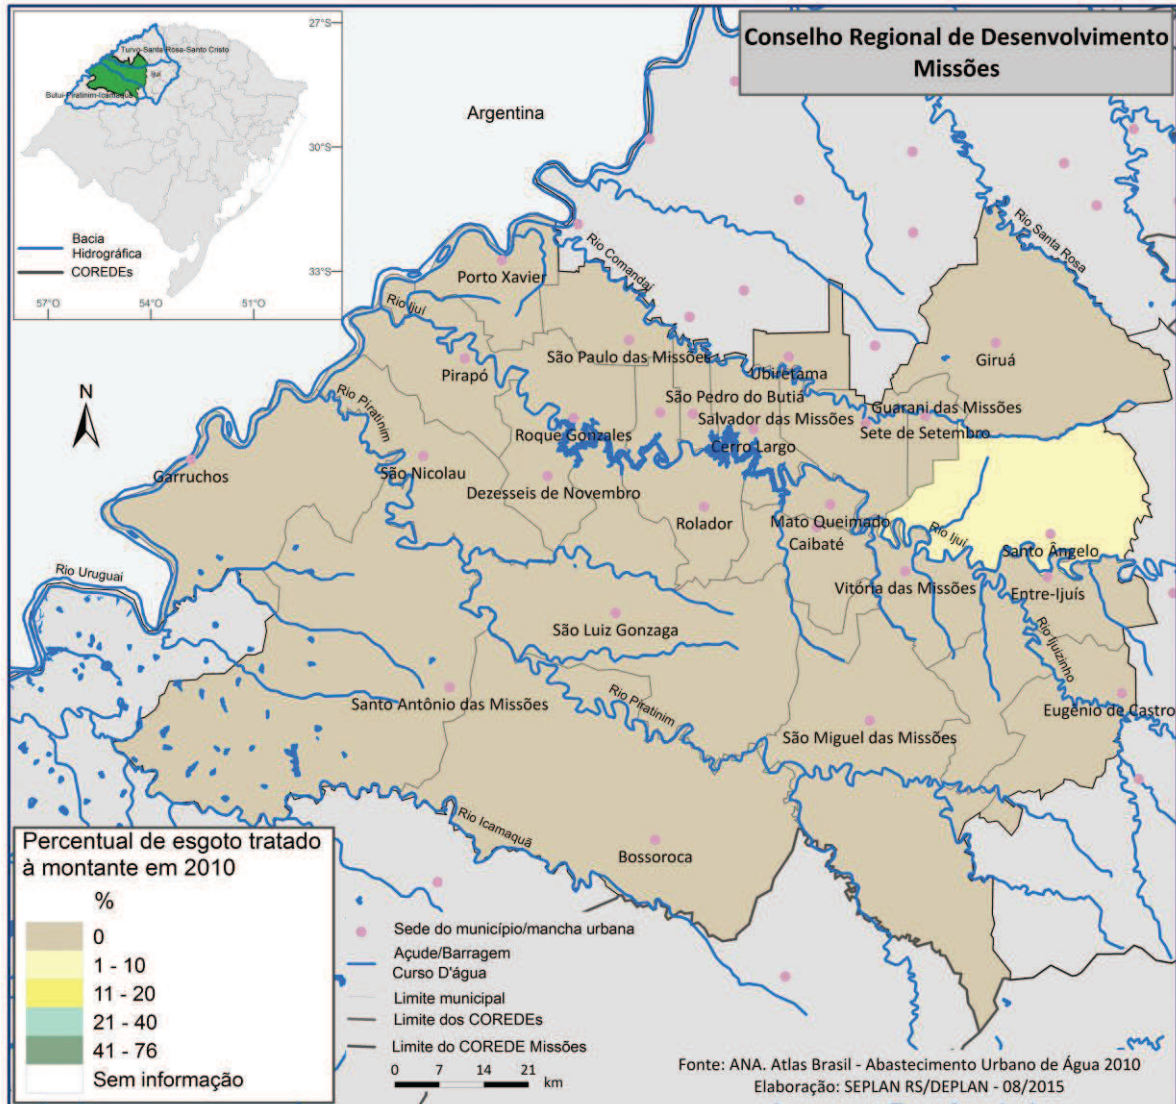 Conselho Regional de Desenvolvimento
Missões
27°S
30°S
33°S
57°O
54°O
51°O
Turvo-Santa Rosa-Santo Cristo
Ijuí
Butuí-Piratinim-Icamaquã
Bacia
Hidrográfica
COREDEs
Argentina
N
Rio Santa Rosa
Rio Comandaí
Porto Xavier
Rio Ijuí
São Paulo das Missões
Giruá
Pirapó
Ubiretama
Rio Piratinim
São Pedro do Butia
Guarani das Missões
Salvador das Missões
Roque Gonzales
Sete de Setembro
Cerro Largo
Garruchos
São Nicolau
Dezesseis de Novembro
Rolador
Mato Queimado
Caibaté
Rio Ijuí
Santo Ângelo
Rio Uruguai
Vitória das Missões
Entre-Ijuís
São Luiz Gonzaga
Rio Ijuizinho
Santo Antônio das Missões
Rio Piratinim
Eugênio de Castro
São Miguel das Missões
Rio Icamaquã
Bossoroca
Percentual de esgoto tratado
à montante em 2010
%
0
1 - 10
11 - 20
21 - 40
41 - 76
Sem informação
Sede do município/mancha urbana
Açude/Barragem
Curso D'água
Limite municipal
Limite dos COREDEs
Limite do COREDE Missões
0 7 14 21
km
Fonte: ANA. Atlas Brasil - Abastecimento Urbano de Água 2010
Elaboração: SEPLAN RS/DEPLAN - 08/2015